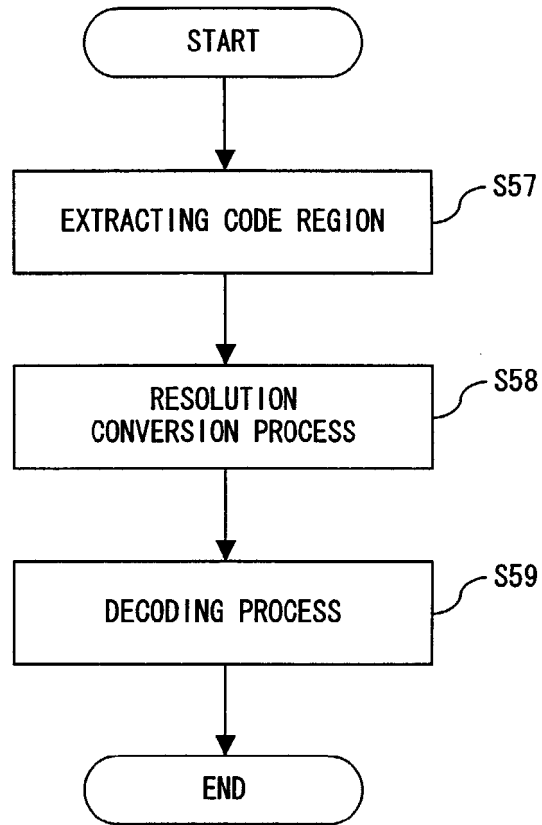 START
EXTRACTING CODE REGION
S57
RESOLUTION
CONVERSION PROCESS
S58
DECODING PROCESS
S59
END